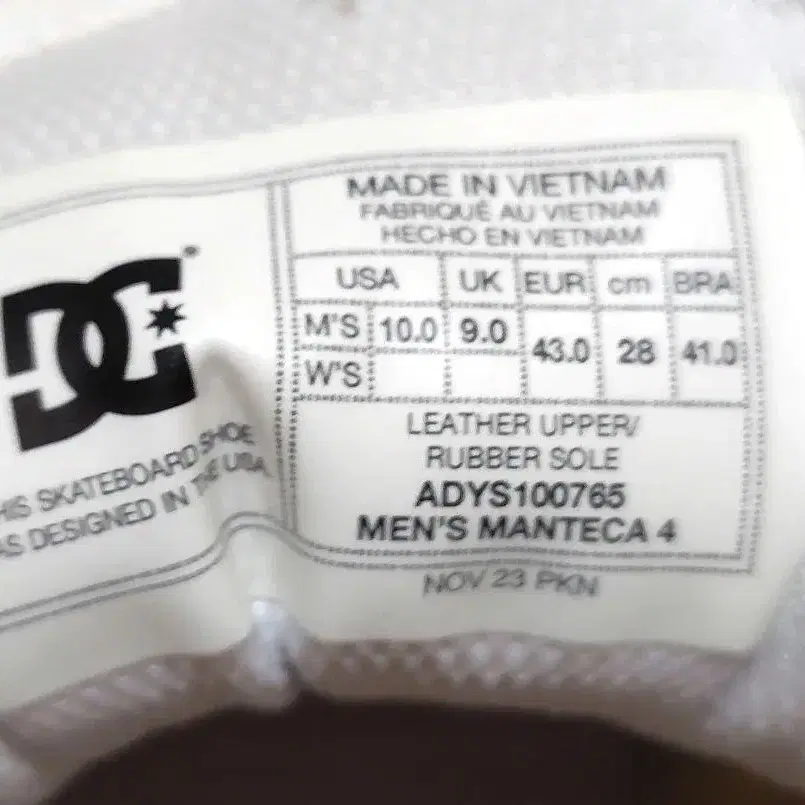 DC
HIS SKATEBOARD SHOE
AS DESIGNED IN THE USA
MADE IN VIETNAM
FABRIQUÉ AU VIETNAM
HECHO EN VIETNAM
USA UK EUR cm BRA
M'S 10.0 9.0 43.0 28 41.0
W'S
LEATHER UPPER/
RUBBER SOLE
ADYS100765
MEN'S MANTECA 4
NOV 23 PKN